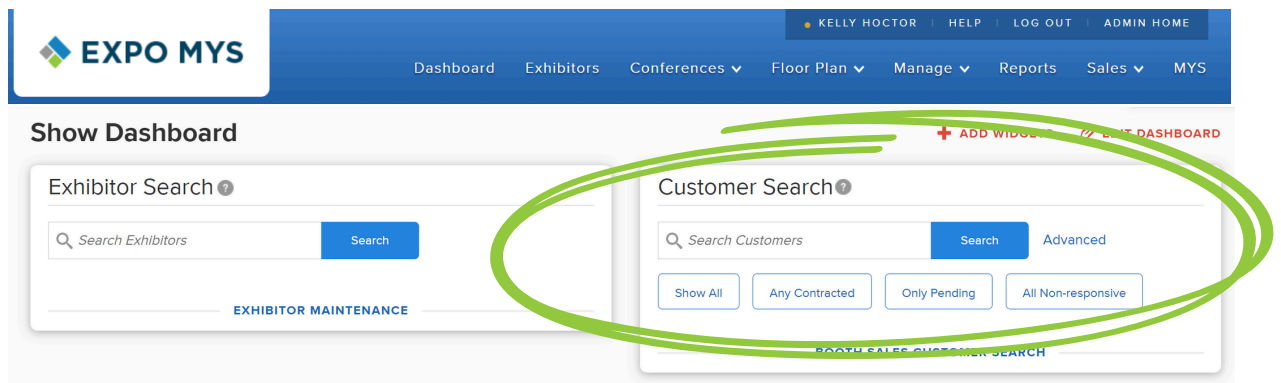 KELLY HOCTOR HELP LOG OUT ADMIN HOME
EXPO MYS
Dashboard Exhibitors Conferences Floor Plan Manage Reports Sales MYS
Show Dashboard
ADD WIDGETS EDIT DASHBOARD
Exhibitor Search
Search Exhibitors Search
EXHIBITOR MAINTENANCE
Customer Search
Search Customers Search Advanced
Show All Any Contracted Only Pending All Non-responsive
BOOTH SALES CUSTOMER SEARCH